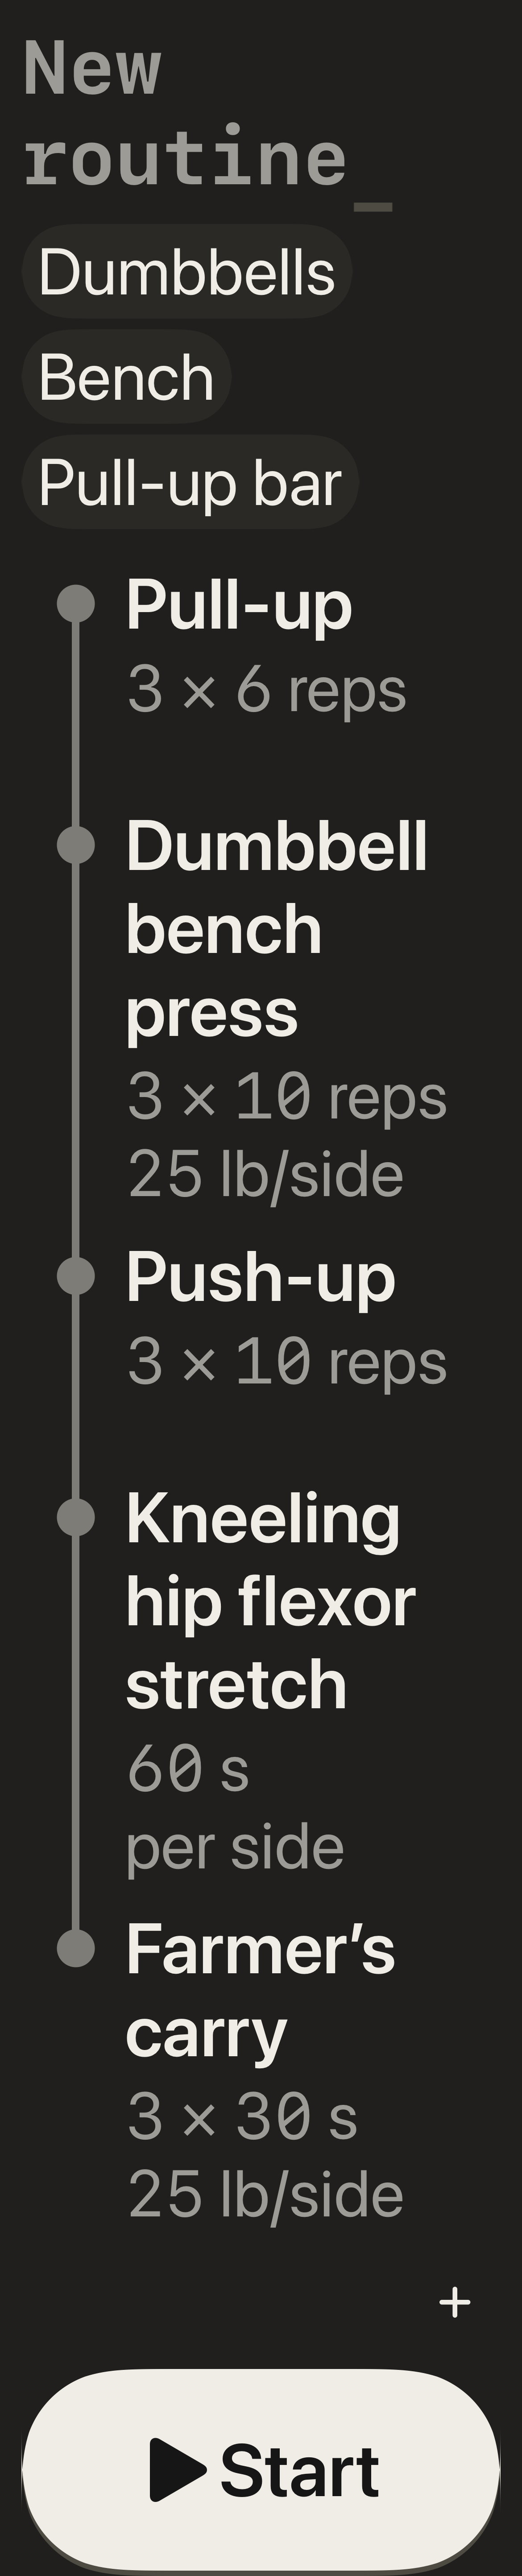 New
routine_
Dumbbells
Bench
Pull-up bar
Pull-up
3 × 6 reps
Dumbbell
bench
press
3 × 10 reps
25 lb/side
Push-up
3 × 10 reps
Kneeling
hip flexor
stretch
60 s
per side
Farmer’s
carry
3 × 30 s
25 lb/side
+
Start